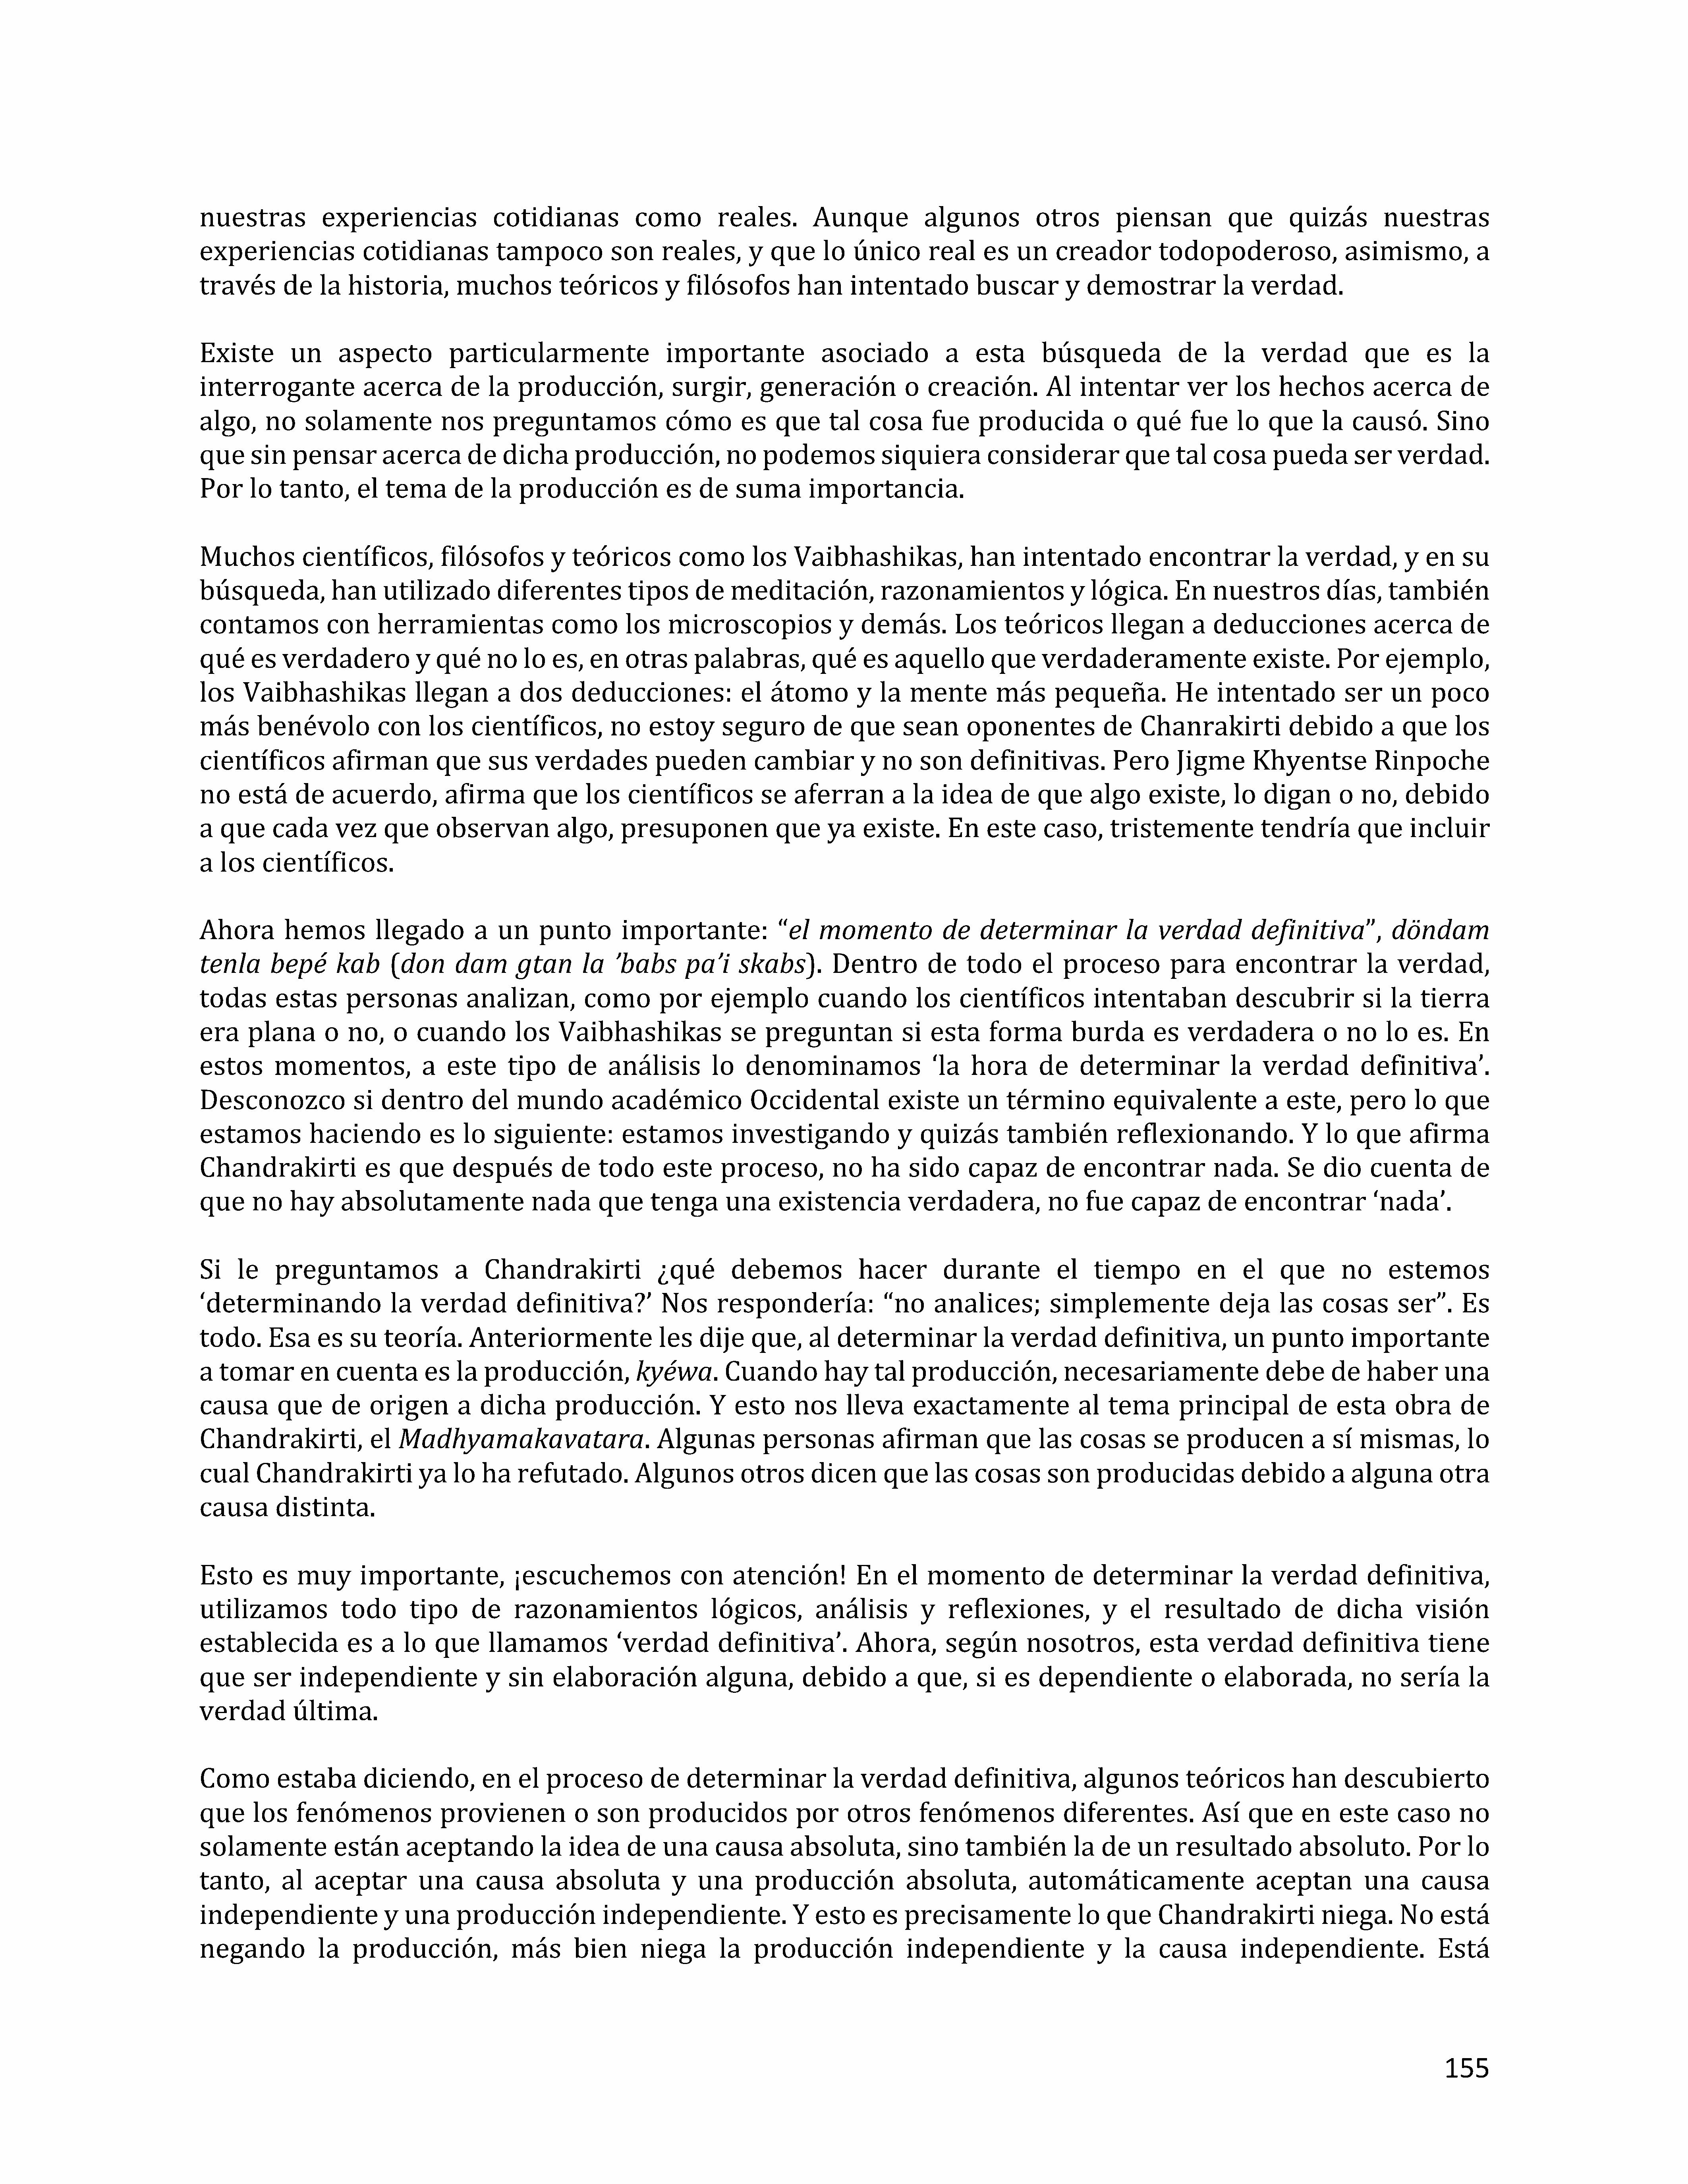 nuestras experiencias cotidianas como reales. Aunque algunos otros piensan que quizás nuestras
experiencias cotidianas tampoco son reales, y que lo único real es un creador todopoderoso, asimismo, a
través de la historia, muchos teóricos y filósofos han intentado buscar y demostrar la verdad.
Existe un aspecto particularmente importante asociado a esta búsqueda de la verdad que es la
interrogante acerca de la producción, surgir, generación o creación. Al intentar ver los hechos acerca de
algo, no solamente nos preguntamos cómo es que tal cosa fue producida o qué fue lo que la causó. Sino
que sin pensar acerca de dicha producción, no podemos siquiera considerar que tal cosa pueda ser verdad.
Por lo tanto, el tema de la producción es de suma importancia.
Muchos científicos, filósofos y teóricos como los Vaibhashikas, han intentado encontrar la verdad, y en su
búsqueda, han utilizado diferentes tipos de meditación, razonamientos y lógica. En nuestros días, también
contamos con herramientas como los microscopios y demás. Los teóricos llegan a deducciones acerca de
qué es verdadero y qué no lo es, en otras palabras, qué es aquello que verdaderamente existe. Por ejemplo,
los Vaibhashikas llegan a dos deducciones: el átomo y la mente más pequeña. He intentado ser un poco
más benévolo con los científicos, no estoy seguro de que sean oponentes de Chanrakirti debido a que los
científicos afirman que sus verdades pueden cambiar y no son definitivas. Pero Jigme Khyentse Rinpoche
no está de acuerdo, afirma que los científicos se aferran a la idea de que algo existe, lo digan o no, debido
a que cada vez que observan algo, presuponen que ya existe. En este caso, tristemente tendría que incluir
a los científicos.
Ahora hemos llegado a un punto importante: “el momento de determinar la verdad definitiva”, döndam
tenla bepé kab (don dam gtan la ’babs pa’i skabs). Dentro de todo el proceso para encontrar la verdad,
todas estas personas analizan, como por ejemplo cuando los científicos intentaban descubrir si la tierra
era plana o no, o cuando los Vaibhashikas se preguntan si esta forma burda es verdadera o no lo es. En
estos momentos, a este tipo de análisis lo denominamos ‘la hora de determinar la verdad definitiva’.
Desconozco si dentro del mundo académico Occidental existe un término equivalente a este, pero lo que
estamos haciendo es lo siguiente: estamos investigando y quizás también reflexionando. Y lo que afirma
Chandrakirti es que después de todo este proceso, no ha sido capaz de encontrar nada. Se dio cuenta de
que no hay absolutamente nada que tenga una existencia verdadera, no fue capaz de encontrar ‘nada’.
Si le preguntamos a Chandrakirti ¿qué debemos hacer durante el tiempo en el que no estemos
‘determinando la verdad definitiva?’ Nos respondería: “no analices; simplemente deja las cosas ser”. Es
todo. Esa es su teoría. Anteriormente les dije que, al determinar la verdad definitiva, un punto importante
a tomar en cuenta es la producción, kyéwa. Cuando hay tal producción, necesariamente debe de haber una
causa que de origen a dicha producción. Y esto nos lleva exactamente al tema principal de esta obra de
Chandrakirti, el Madhyamakavatara. Algunas personas afirman que las cosas se producen a sí mismas, lo
cual Chandrakirti ya lo ha refutado. Algunos otros dicen que las cosas son producidas debido a alguna otra
causa distinta.
Esto es muy importante, ¡escuchemos con atención! En el momento de determinar la verdad definitiva,
utilizamos todo tipo de razonamientos lógicos, análisis y reflexiones, y el resultado de dicha visión
establecida es a lo que llamamos ‘verdad definitiva’. Ahora, según nosotros, esta verdad definitiva tiene
que ser independiente y sin elaboración alguna, debido a que, si es dependiente o elaborada, no sería la
verdad última.
Como estaba diciendo, en el proceso de determinar la verdad definitiva, algunos teóricos han descubierto
que los fenómenos provienen o son producidos por otros fenómenos diferentes. Así que en este caso no
solamente están aceptando la idea de una causa absoluta, sino también la de un resultado absoluto. Por lo
tanto, al aceptar una causa absoluta y una producción absoluta, automáticamente aceptan una causa
independiente y una producción independiente. Y esto es precisamente lo que Chandrakirti niega. No está
negando la producción, más bien niega la producción independiente y la causa independiente. Está
155